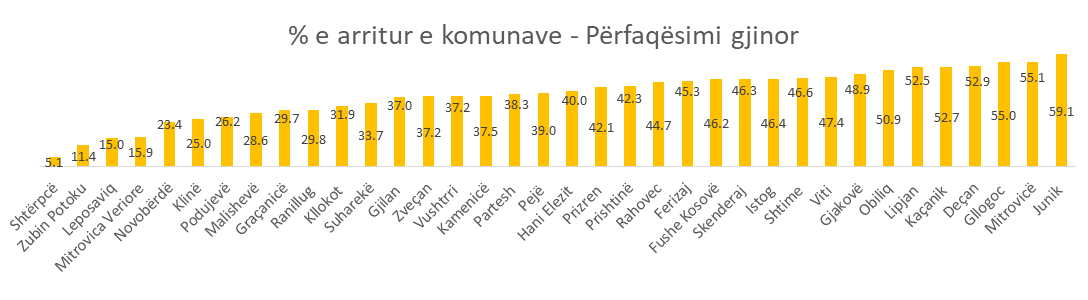 % e arritur e komunave - Përfaqësimi gjinor
5.1
11.4
15.0
15.9
23.4
25.0
26.2
28.6
29.7
29.8
31.9
33.7
37.0
37.2
37.2
37.5
38.3
39.0
40.0
42.1
42.3
44.7
45.3
46.2
46.3
46.4
46.6
47.4
48.9
50.9
52.5
52.7
52.9
55.0
55.1
59.1
Shtërpcë
Zubin Potoku
Leposaviq
Mitrovica Veriore
Novobërdë
Klinë
Podujevë
Malishevë
Graçanicë
Ranillug
Kllokot
Suharekë
Gjilan
Zveçan
Vushtrri
Kamenicë
Partesh
Pejë
Hani Elezit
Prizren
Prishtinë
Rahovec
Ferizaj
Fushe Kosovë
Skenderaj
Istog
Shtime
Viti
Gjakovë
Obiliq
Lipjan
Kaçanik
Deçan
Gllogoc
Mitrovicë
Junik